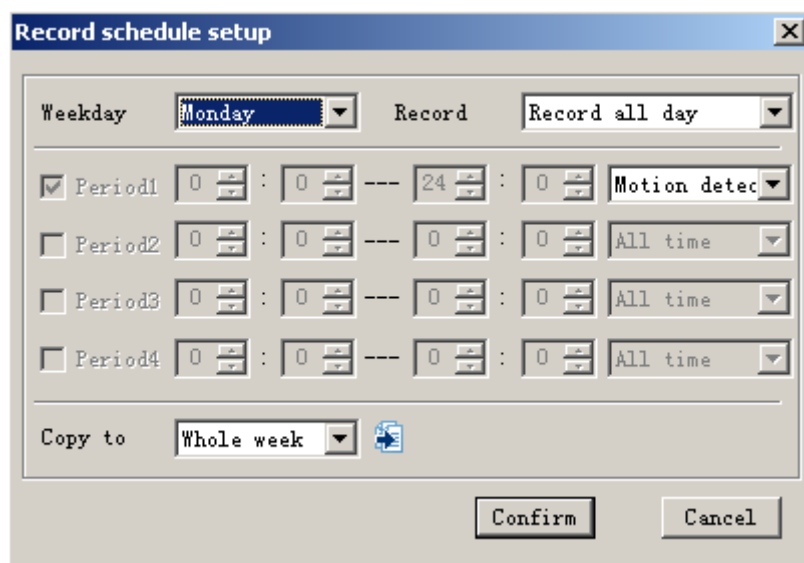 Record schedule setup
Weekday Monday Record Record all day
Period1 0 : 0 --- 24 : 0 Motion detec
Period2 0 : 0 --- 0 : 0 All time
Period3 0 : 0 --- 0 : 0 All time
Period4 0 : 0 --- 0 : 0 All time
Copy to Whole week
Confirm Cancel